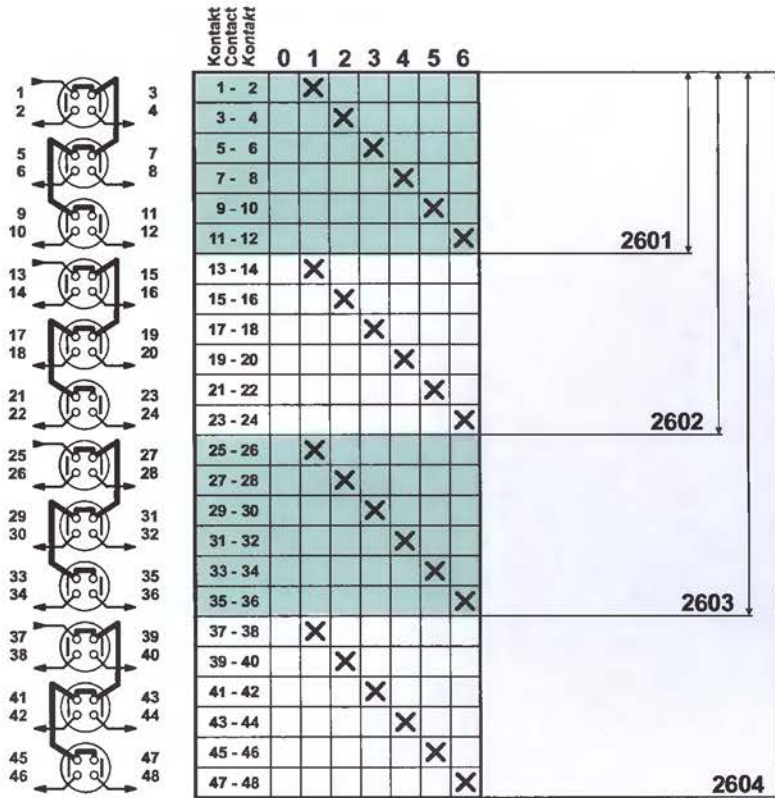 Kontakt
Contact
Kontakt
0 1 2 3 4 5 6
1 3 1 - 2 X
2 4 3 - 4 X
5 7 5 - 6 X
6 8 7 - 8 X
9 11 9 - 10 X
10 12 11 - 12 X 2601
13 15 13 - 14 X
14 16 15 - 16 X
17 19 17 - 18 X
18 20 19 - 20 X
21 23 21 - 22 X
22 24 23 - 24 X 2602
25 27 25 - 26 X
26 28 27 - 28 X
29 31 29 - 30 X
30 32 31 - 32 X
33 35 33 - 34 X
34 36 35 - 36 X 2603
37 39 37 - 38 X
38 40 39 - 40 X
41 43 41 - 42 X
42 44 43 - 44 X
45 47 45 - 46 X
46 48 47 - 48 X 2604